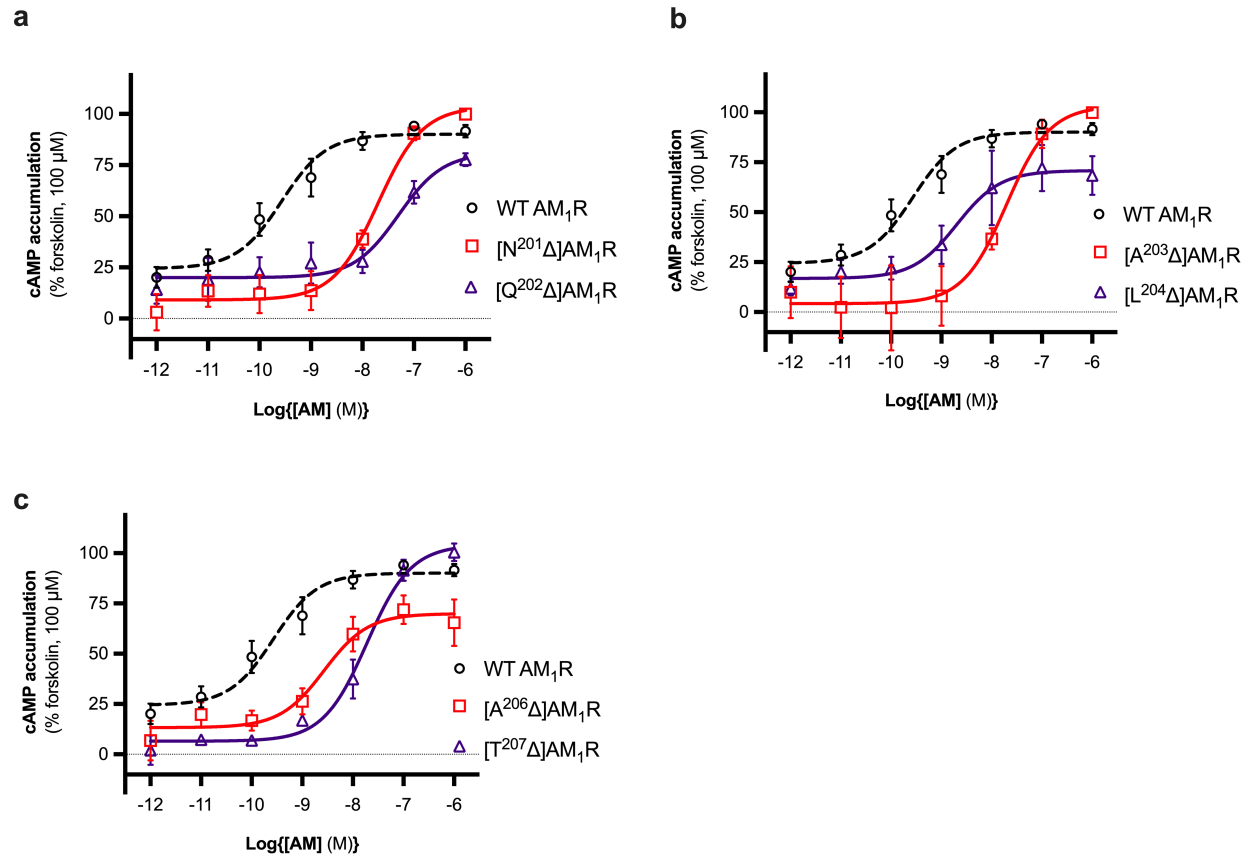 a
100
75
50
25
0
cAMP accumulation
(% forskolin, 100 µM)
-12 -11 -10 -9 -8 -7 -6
Log{[AM] (M)}
WT AM₁R
[N²⁰¹Δ]AM₁R
[Q²⁰²Δ]AM₁R
b
100
75
50
25
0
cAMP accumulation
(% forskolin, 100 µM)
-12 -11 -10 -9 -8 -7 -6
Log{[AM] (M)}
WT AM₁R
[A²⁰³Δ]AM₁R
[L²⁰⁴Δ]AM₁R
c
100
75
50
25
0
cAMP accumulation
(% forskolin, 100 µM)
-12 -11 -10 -9 -8 -7 -6
Log{[AM] (M)}
WT AM₁R
[A²⁰⁶Δ]AM₁R
[T²⁰⁷Δ]AM₁R